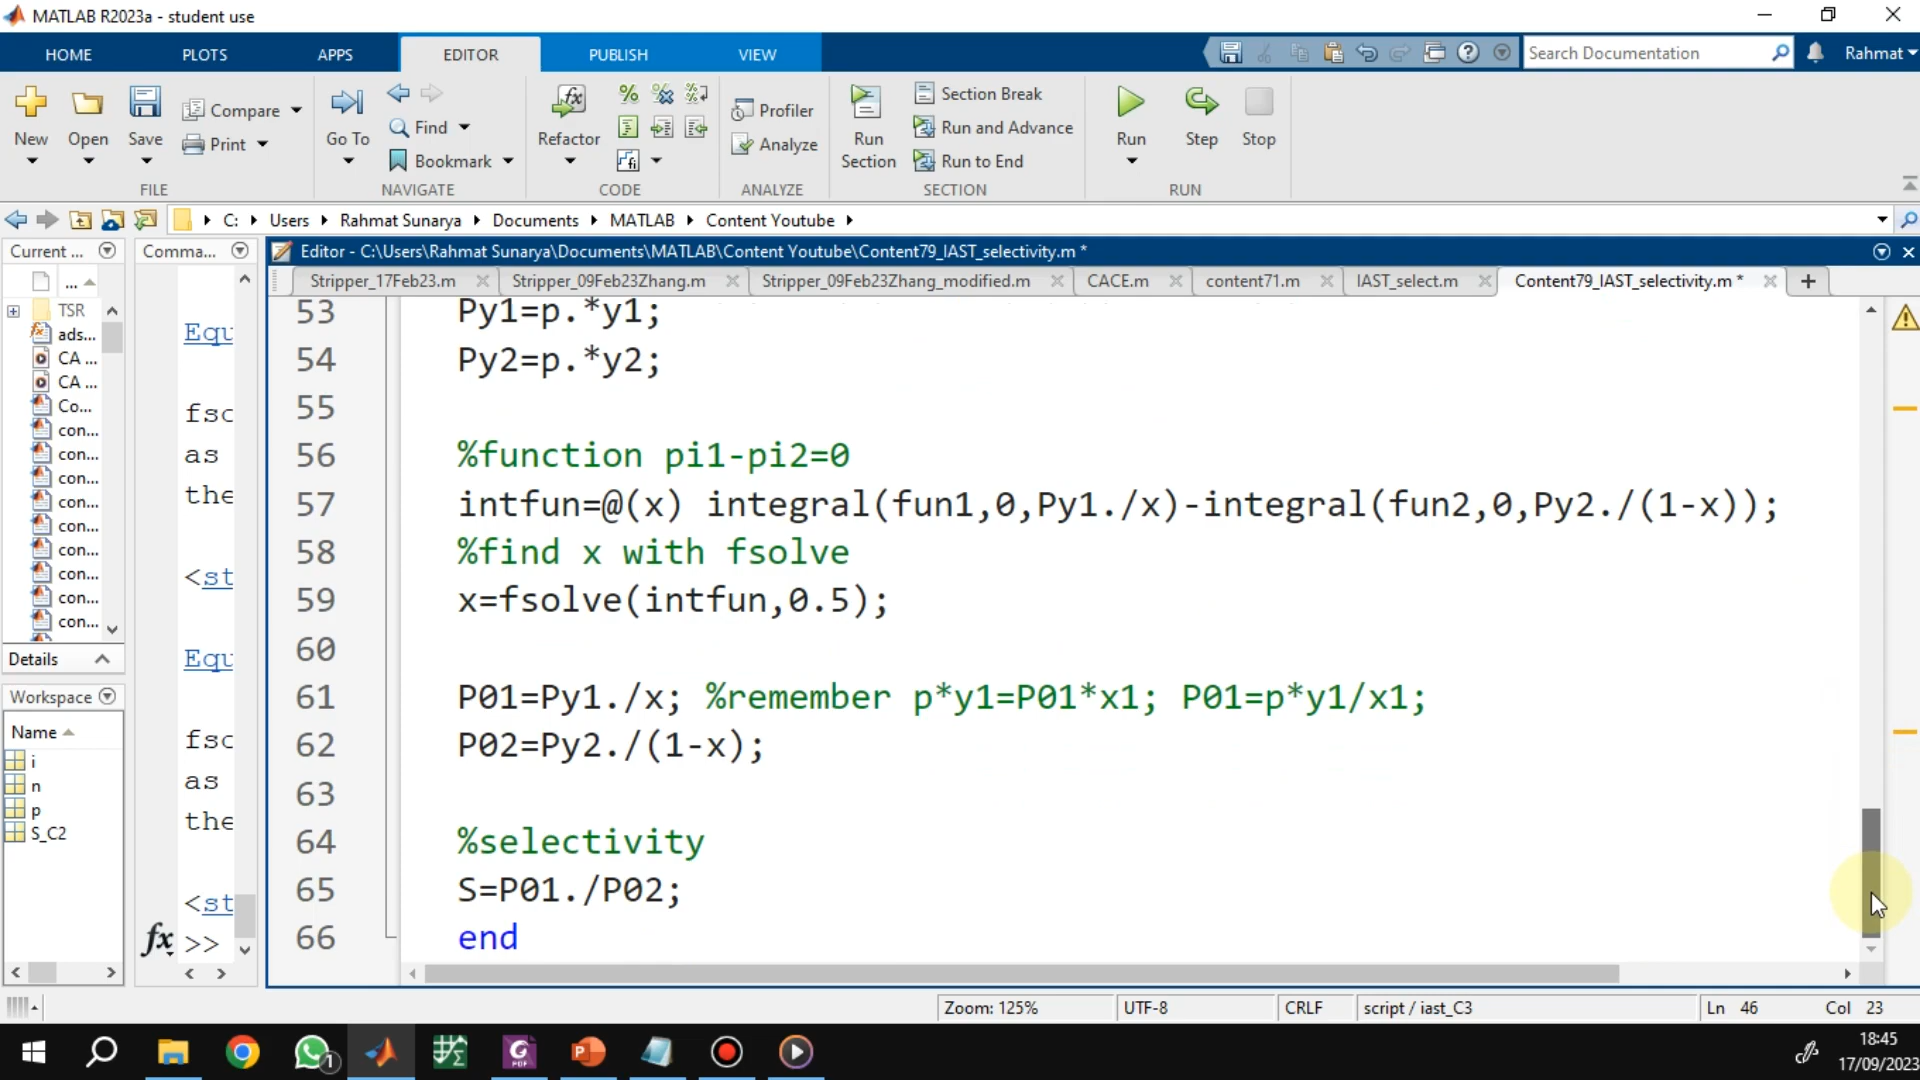 MATLAB R2023a - student use
HOME PLOTS APPS EDITOR PUBLISH VIEW
Search Documentation
Rahmat
New
Open
Save
Compare
Print
FILE
Go To
Find
Bookmark
NAVIGATE
Refactor
CODE
Profiler
Analyze
ANALYZE
Run Section
Section Break
Run and Advance
Run to End
SECTION
Run
Step
Stop
RUN
C: Users Rahmat Sunarya Documents MATLAB Content Youtube
Current ...
Comma...
Editor - C:\Users\Rahmat Sunarya\Documents\MATLAB\Content Youtube\Content79_IAST_selectivity.m *
Stripper_17Feb23.m Stripper_09Feb23Zhang.m Stripper_09Feb23Zhang_modified.m CACE.m content71.m IAST_select.m Content79_IAST_selectivity.m *
...
TSR
ads...
CA ...
CA ...
Co...
con...
con...
con...
con...
con...
con...
con...
con...
con...
Details
Workspace
Name
i
n
p
S_C2
Equ
fsc
as
the
<st
Equ
fsc
as
the
<st
fx >>
53 Py1=p.*y1;
54 Py2=p.*y2;
55
56 %function pi1-pi2=0
57 intfun=@(x) integral(fun1,0,Py1./x)-integral(fun2,0,Py2./(1-x));
58 %find x with fsolve
59 x=fsolve(intfun,0.5);
60
61 P01=Py1./x; %remember p*y1=P01*x1; P01=p*y1/x1;
62 P02=Py2./(1-x);
63
64 %selectivity
65 S=P01./P02;
66 end
Zoom: 125% UTF-8 CRLF script / iast_C3 Ln 46 Col 23
1
18:45
17/09/2023